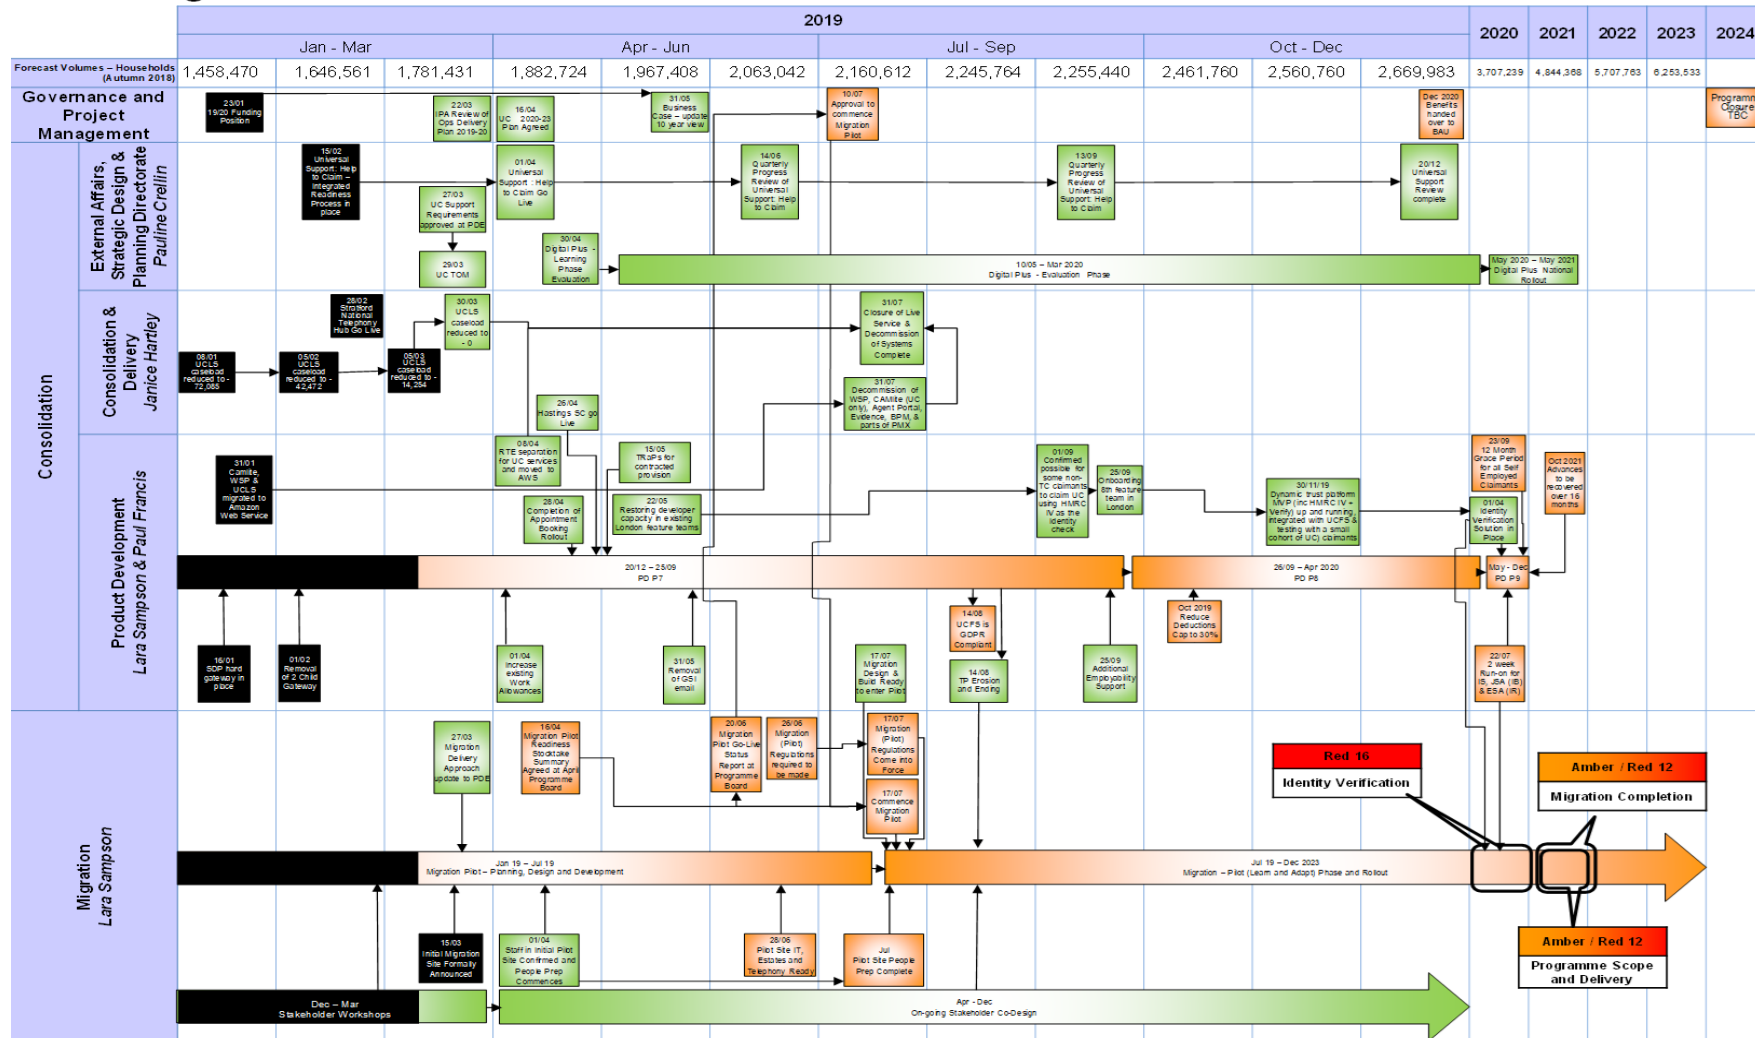 2019
2020
2021
2022
2023
2024
Jan - Mar
Apr - Jun
Jul - Sep
Oct - Dec
Forecast Volumes – Households
(Autumn 2018)
1,458,470
1,646,561
1,781,431
1,882,724
1,967,408
2,063,042
2,160,612
2,245,764
2,255,440
2,461,760
2,560,760
2,669,983
3,707,239
4,844,368
5,707,763
6,253,533
Governance and
Project
Management
23/01
19/20 Funding
Position
22/03
IPA Review of
Ops Delivery
Plan 2019-20
16/04
UC 2020-23
Plan Agreed
31/05
Business
Case – update
10 year view
10/07
Approval to
commence
Migration
Pilot
Dec 2020
Benefits
handed over
to BAU
Programm
Closure
TBC
Consolidation
External Affairs,
Strategic Design &
Planning Directorate
Pauline Crellin
15/02
Universal
Support: Help
to Claim –
Integrated
Readiness
Process in
place
27/03
UC Support
Requirements
approved at PDE
29/03
UC TOM
01/04
Universal
Support : Help
to Claim Go
Live
30/04
Digital Plus -
Learning
Phase
Evaluation
14/06
Quarterly
Progress
Review of
Universal
Support: Help
to Claim
13/09
Quarterly
Progress
Review of
Universal
Support: Help
to Claim
20/12
Universal
Support
Review
complete
10/05 – Mar 2020
Digital Plus - Evaluation Phase
May 2020 – May 2021
Digital Plus National
Rollout
Consolidation &
Delivery
Janice Hartley
08/01
UCLS
caseload
reduced to -
72,085
05/02
UCLS
caseload
reduced to -
42,472
28/02
Stratford
National
Telephony
Hub Go Live
05/03
UCLS
caseload
reduced to
-14,254
30/03
UCLS
caseload
reduced to
- 0
26/04
Hastings SC go
Live
31/07
Closure of Live
Service &
Decommission
of Systems
Complete
31/07
Decommission of
WSP, CAMlite (UC
only), Agent Portal,
Evidence, BPM, &
parts of PMX
Product Development
Lara Sampson & Paul Francis
31/01
Camlite,
WSP &
UCLS
migrated to
Amazon
Web Service
08/04
RTE separation
for UC services
and moved to
AWS
28/04
Completion of
Appointment
Booking
Rollout
15/05
TRaPs for
contracted
provision
22/05
Restoring developer
capacity in existing
London feature teams
01/09
Confirmed
possible for
some non-
TC claimants
to claim UC
using HMRC
IV as the
Identity
check
25/09
Onboarding
8th feature
team in
London
30/11/19
Dynamic trust platform
MVP (inc HMRC IV +
Verify) up and running,
integrated with UCFS &
testing with a small
cohort of UC) claimants
23/09
12 Month
Grace Period
for all Self
Employed
Claimants
01/04
Identity
Verification
Solution in
Place
Oct 2021
Advances
to be
recovered
over 16
months
20/12 – 25/09
PD P7
26/09 – Apr 2020
PD P8
May - Dec
PD P9
16/01
SDP hard
gateway in
place
01/02
Removal
of 2 Child
Gateway
01/04
Increase
existing
Work
Allowances
31/05
Removal
of GSI
email
17/07
Migration
Design &
Build Ready
to enter Pilot
14/08
UCFS is
GDPR
Compliant
14/08
TP Erosion
and Ending
25/09
Additional
Employability
Support
Oct 2019
Reduce
Deductions
Cap to 30%
22/07
2 week
Run-on for
IS, JSA (IB)
& ESA (IR)
Migration
Lara Sampson
27/03
Migration
Delivery
Approach
update to PDE
16/04
Migration Pilot
Readiness
Stocktake
Summary
Agreed at April
Programme
Board
20/06
Migration
Pilot Go-Live
Status
Report at
Programme
Board
26/06
Migration
(Pilot)
Regulations
required to
be made
17/07
Migration
(Pilot)
Regulations
Come into
Force
17/07
Commence
Migration
Pilot
Red 16
Identity Verification
Amber / Red 12
Migration Completion
Jan 19 – Jul 19
Migration Pilot – Planning, Design and Development
Jul 19 – Dec 2023
Migration – Pilot (Learn and Adapt) Phase and Rollout
15/03
Initial Migration
Site Formally
Announced
01/04
Staff in Initial Pilot
Site Confirmed and
People Prep
Commences
28/06
Pilot Site IT,
Estates and
Telephony Ready
Jul
Pilot Site People
Prep Complete
Amber / Red 12
Programme Scope
and Delivery
Dec – Mar
Stakeholder Workshops
Apr - Dec
On-going Stakeholder Co-Design